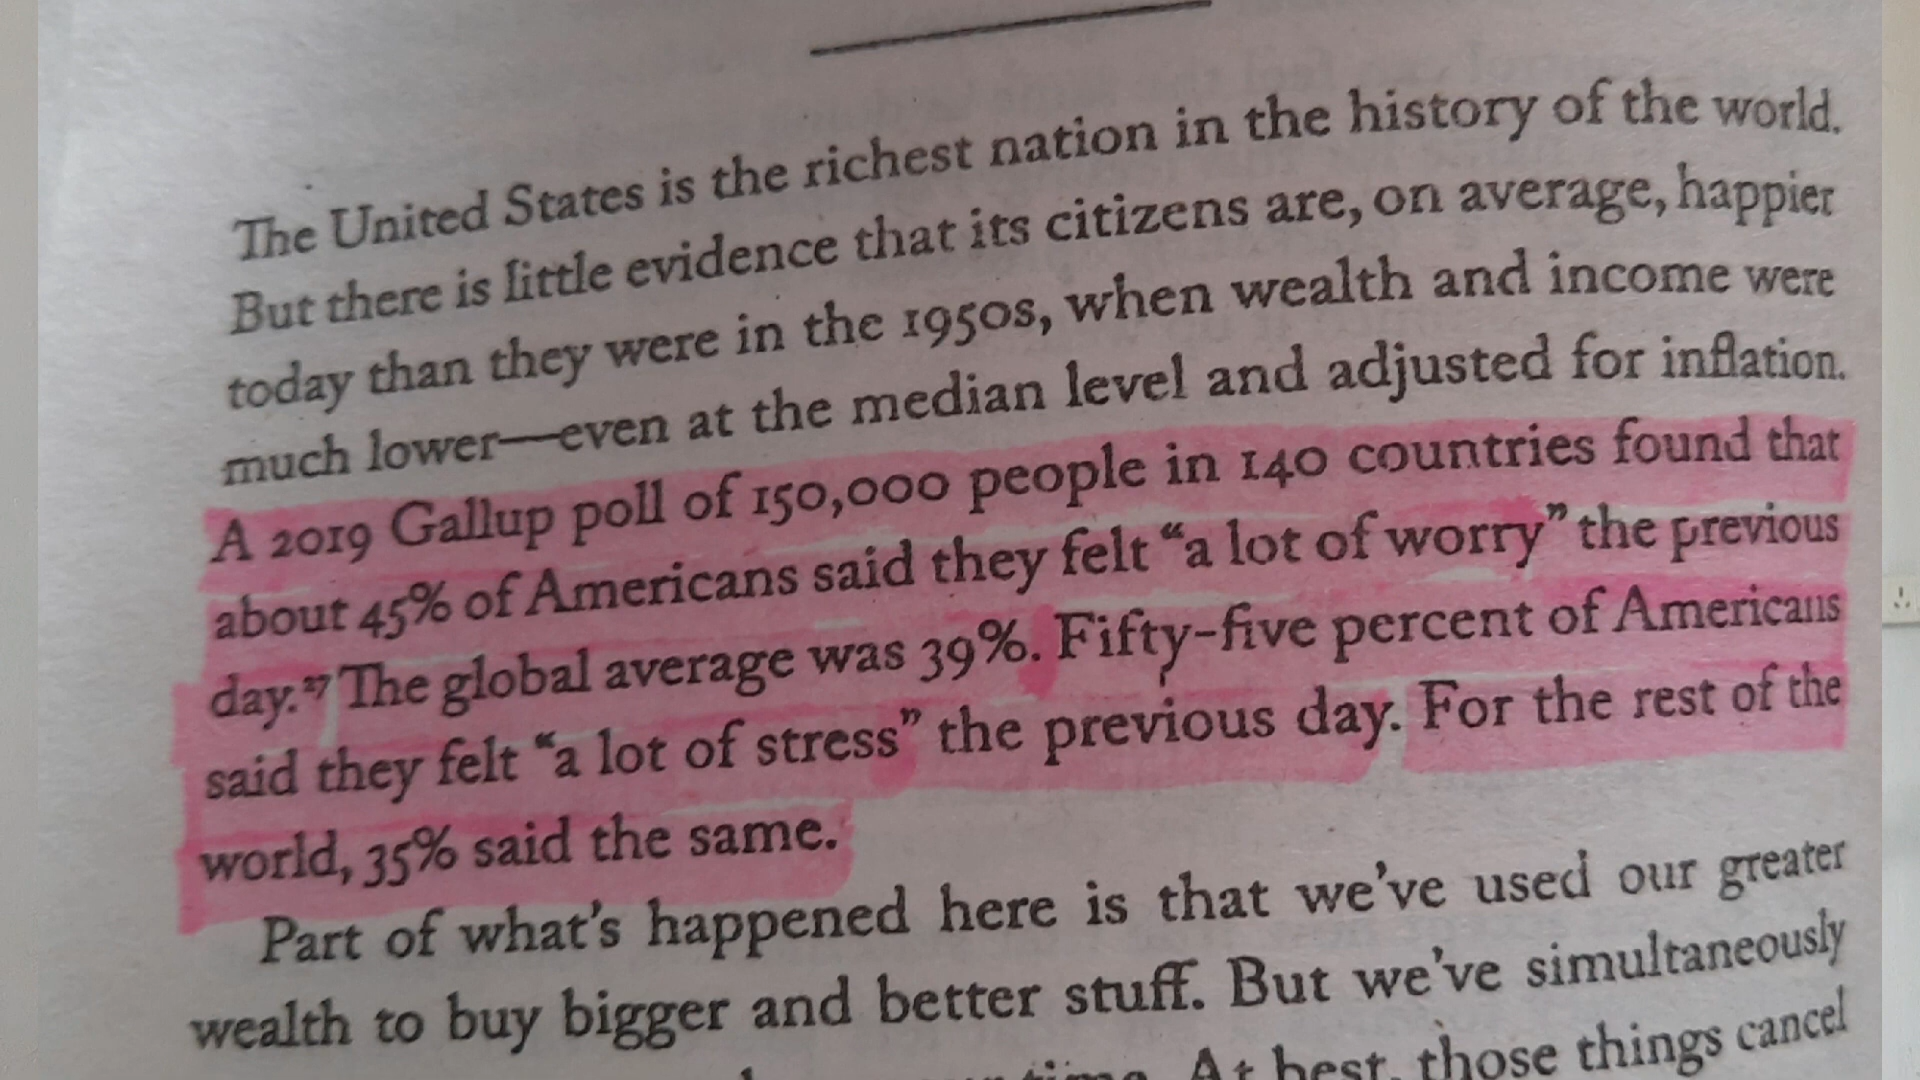 The United States is the richest nation in the history of the world.
But there is little evidence that its citizens are, on average, happier
today than they were in the 1950s, when wealth and income were
much lower—even at the median level and adjusted for inflation.
A 2019 Gallup poll of 150,000 people in 140 countries found that
about 45% of Americans said they felt “a lot of worry” the previous
day.²⁷ The global average was 39%. Fifty-five percent of Americans
said they felt “a lot of stress” the previous day. For the rest of the
world, 35% said the same.
Part of what’s happened here is that we’ve used our greater
wealth to buy bigger and better stuff. But we’ve simultaneously
At best, those things cancel